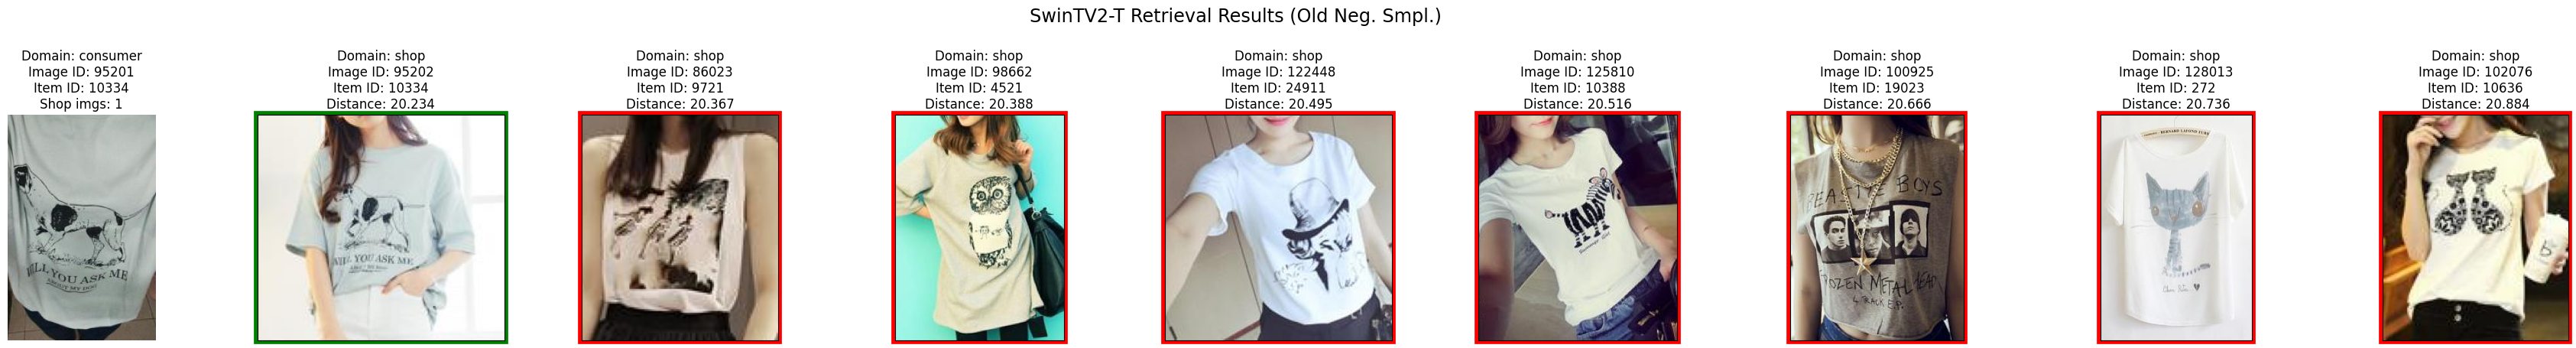 SwinTV2-T Retrieval Results (Old Neg. Smpl.)
Domain: consumer
Image ID: 95201
Item ID: 10334
Shop imgs: 1
Domain: shop
Image ID: 95202
Item ID: 10334
Distance: 20.234
Domain: shop
Image ID: 86023
Item ID: 9721
Distance: 20.367
Domain: shop
Image ID: 98662
Item ID: 4521
Distance: 20.388
Domain: shop
Image ID: 122448
Item ID: 24911
Distance: 20.495
Domain: shop
Image ID: 125810
Item ID: 10388
Distance: 20.516
Domain: shop
Image ID: 100925
Item ID: 19023
Distance: 20.666
Domain: shop
Image ID: 128013
Item ID: 272
Distance: 20.736
Domain: shop
Image ID: 102076
Item ID: 10636
Distance: 20.884
WILL YOU ASK ME
ABOUT MY DOG
WILL YOU ASK ME
BEASTIE BOYS
FROZEN METAL HEAD
4 TRACK E.P.
b